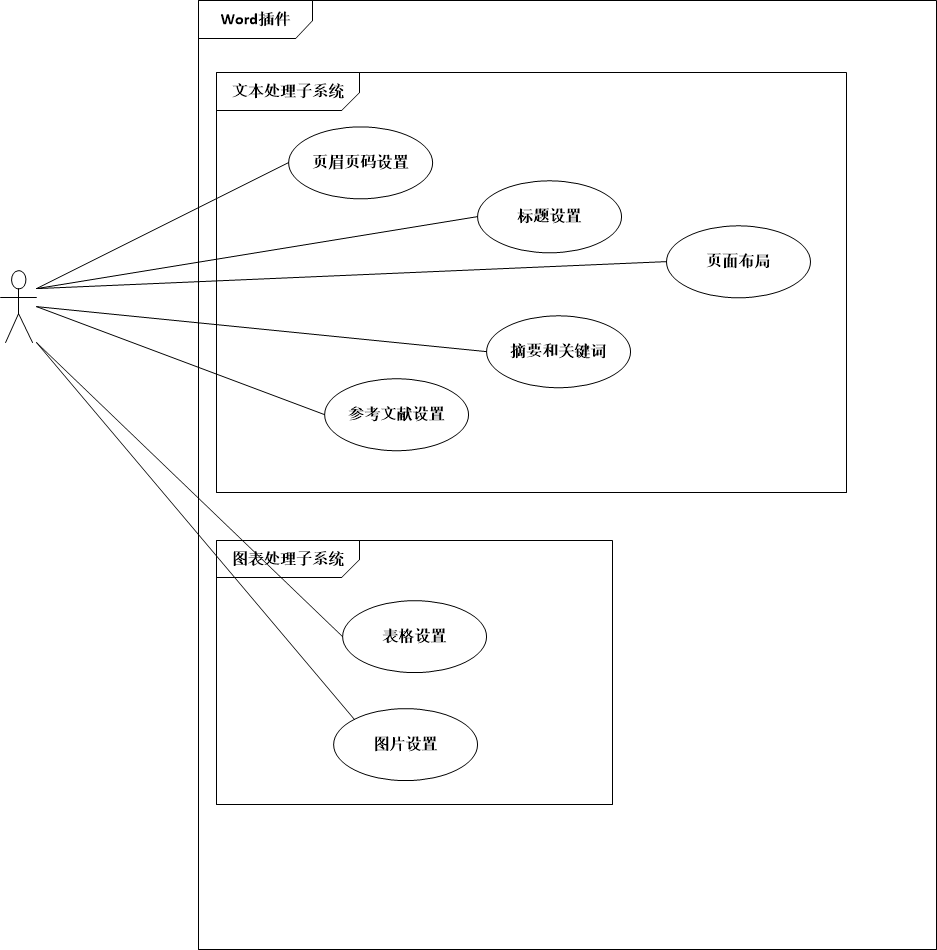 Word插件
文本处理子系统
页眉页码设置
标题设置
页面布局
摘要和关键词
参考文献设置
图表处理子系统
表格设置
图片设置